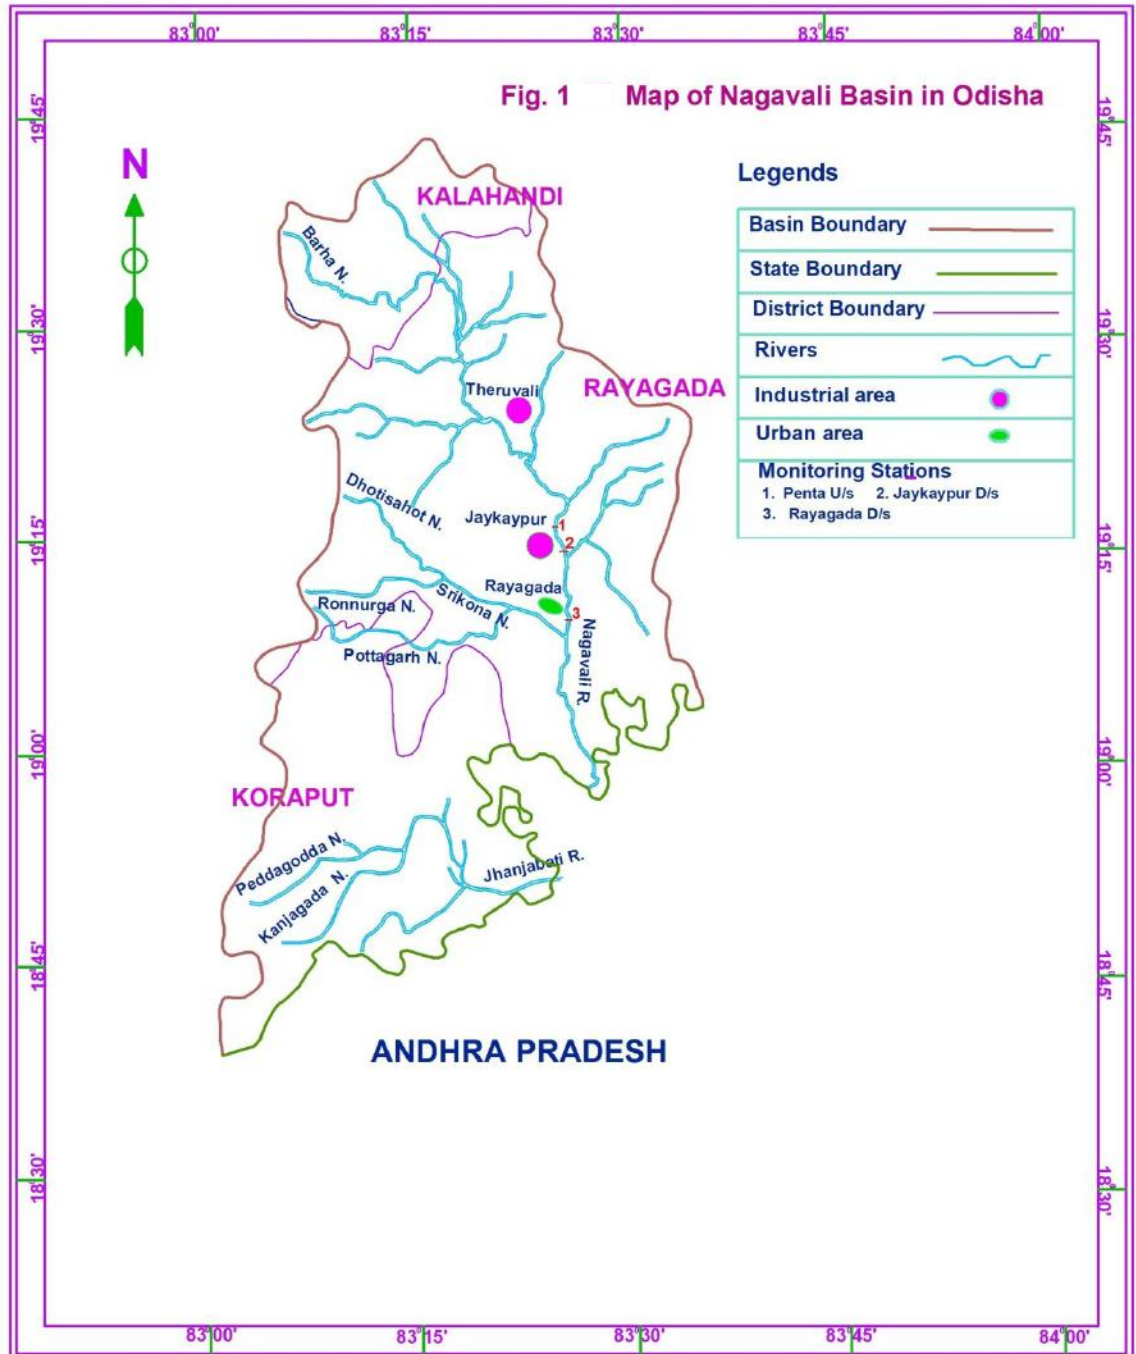 83°00' 83°15' 83°30' 83°45' 84°00'
Fig. 1 Map of Nagavali Basin in Odisha
19°45' 19°45'
N
KALAHANDI
Legends
Basin Boundary
State Boundary
District Boundary
Rivers
Industrial area
Urban area
Monitoring Stations
1. Penta U/s 2. Jaykaypur D/s
3. Rayagada D/s
Barha N.
19°30' 19°30'
Theruvali
RAYAGADA
Dhotisahot N.
Jaykaypur
1
2
19°15' 19°15'
Rayagada
3
Srikona N.
Ronnurga N.
Pottagarh N.
Nagavali R.
19°00' 19°00'
KORAPUT
Peddagodda N.
Kanjagada N.
Jhanjabati R.
18°45' 18°45'
ANDHRA PRADESH
18°30' 18°30'
83°00' 83°15' 83°30' 83°45' 84°00'